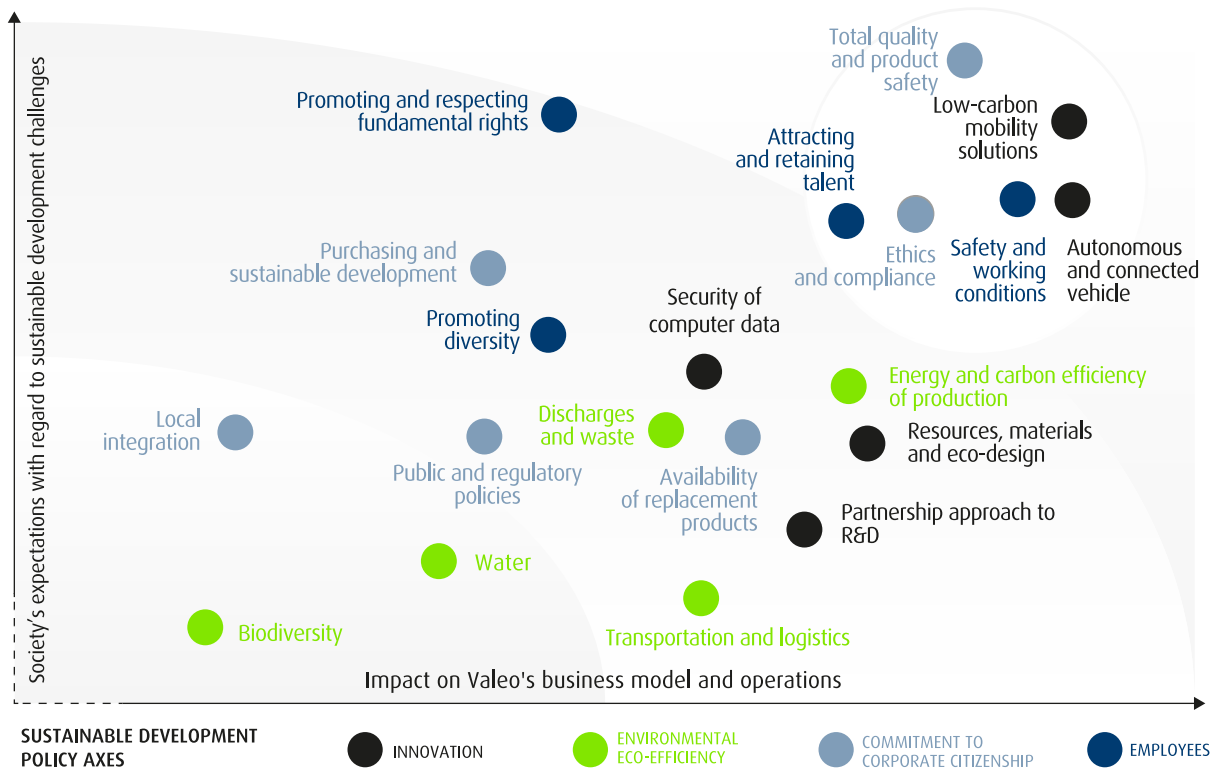 Society's expectations with regard to sustainable development challenges
Total quality
and product
safety
Promoting and respecting
fundamental rights
Low-carbon
mobility
solutions
Attracting
and retaining
talent
Purchasing and
sustainable development
Ethics
and compliance
Safety and
working
conditions
Autonomous
and connected
vehicle
Security of
computer data
Promoting
diversity
Energy and carbon efficiency
of production
Local
integration
Discharges
and waste
Resources, materials
and eco-design
Public and regulatory
policies
Availability
of replacement
products
Partnership approach to
R&D
Water
Biodiversity
Transportation and logistics
Impact on Valeo's business model and operations
SUSTAINABLE DEVELOPMENT
POLICY AXES
INNOVATION
ENVIRONMENTAL
ECO-EFFICIENCY
COMMITMENT TO
CORPORATE CITIZENSHIP
EMPLOYEES